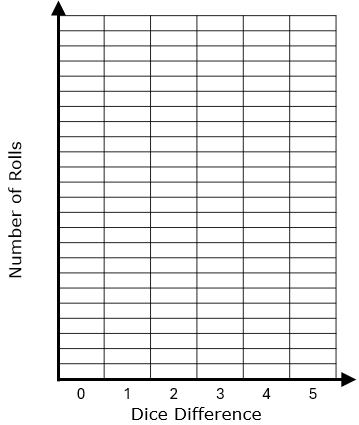 Number of Rolls
0 1 2 3 4 5
Dice Difference